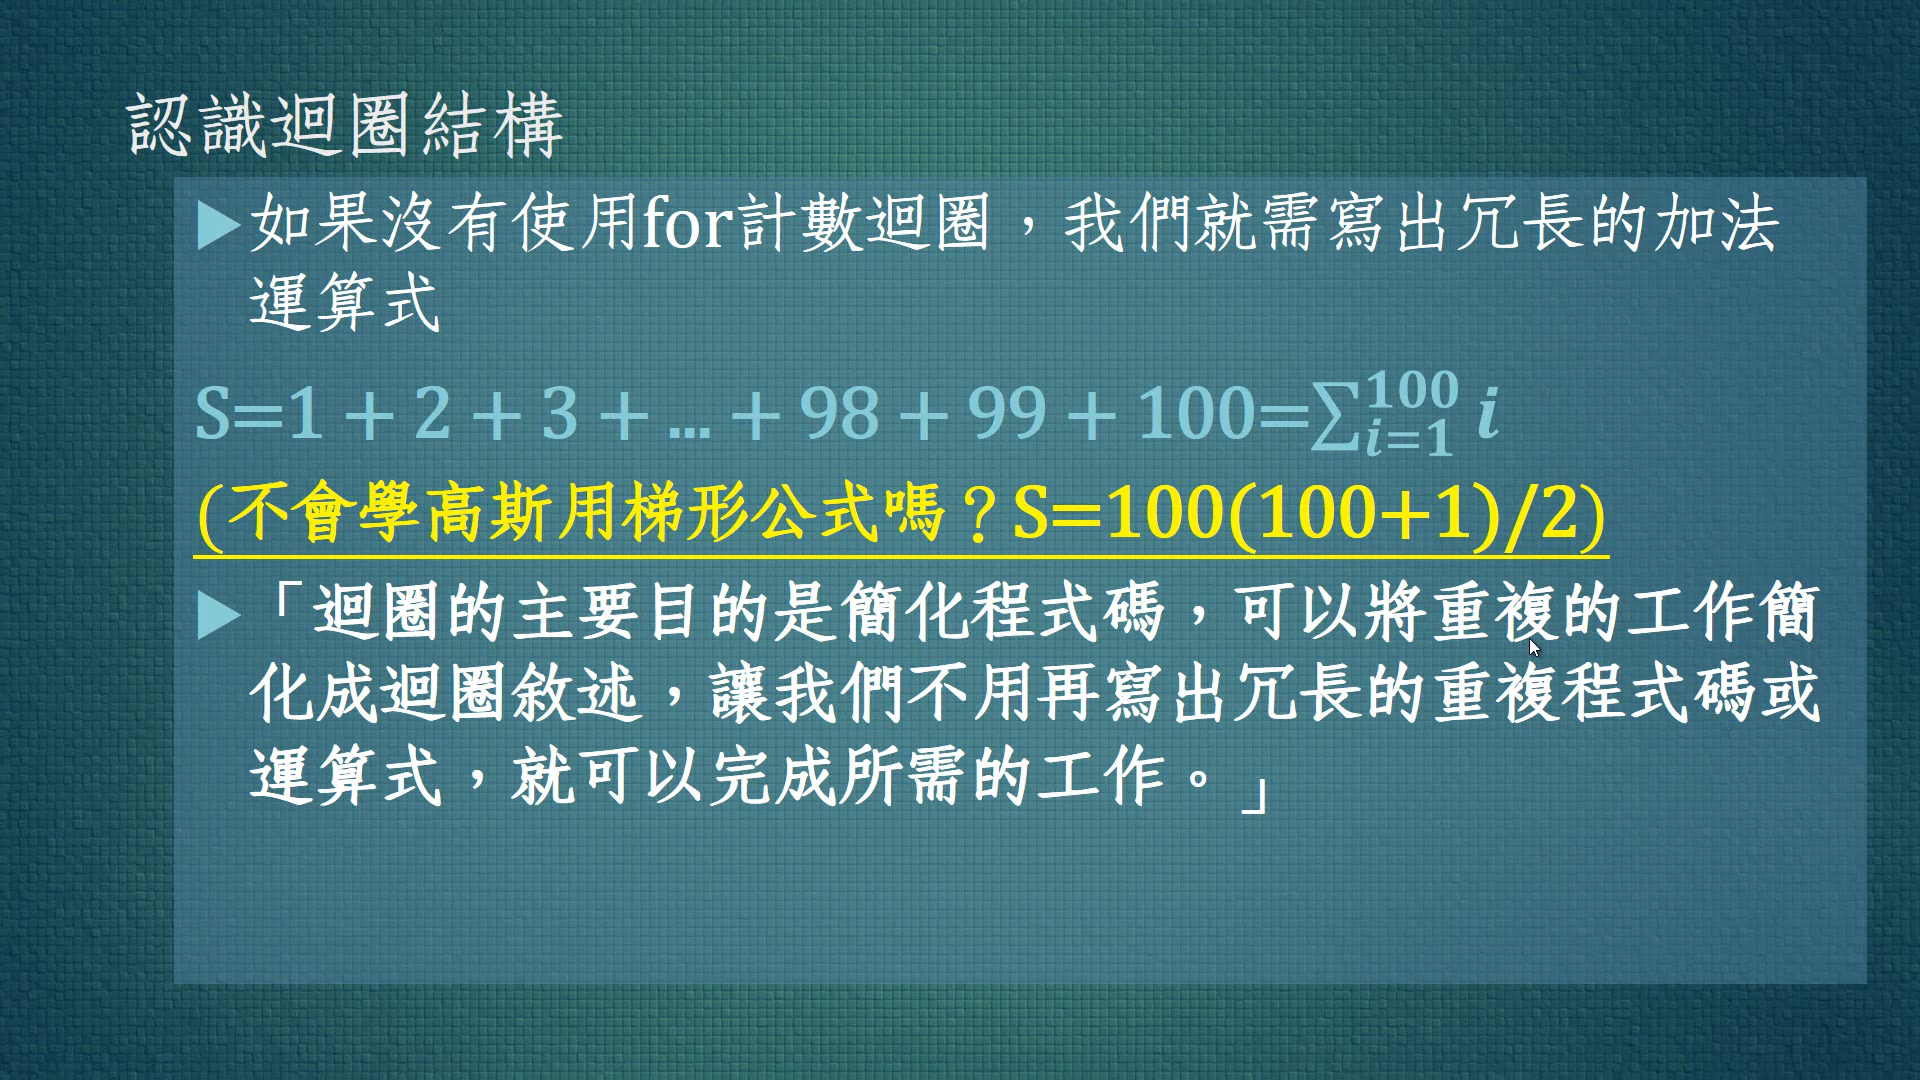 認識迴圈結構
▶如果沒有使用for計數迴圈，我們就需寫出冗長的加法
運算式
S=1 + 2 + 3 + ... + 98 + 99 + 100=∑_{i=1}^{100} i
(不會學高斯用梯形公式嗎？S=100(100+1)/2)
▶「迴圈的主要目的是簡化程式碼，可以將重複的工作簡
化成迴圈敘述，讓我們不用再寫出冗長的重複程式碼或
運算式，就可以完成所需的工作。」